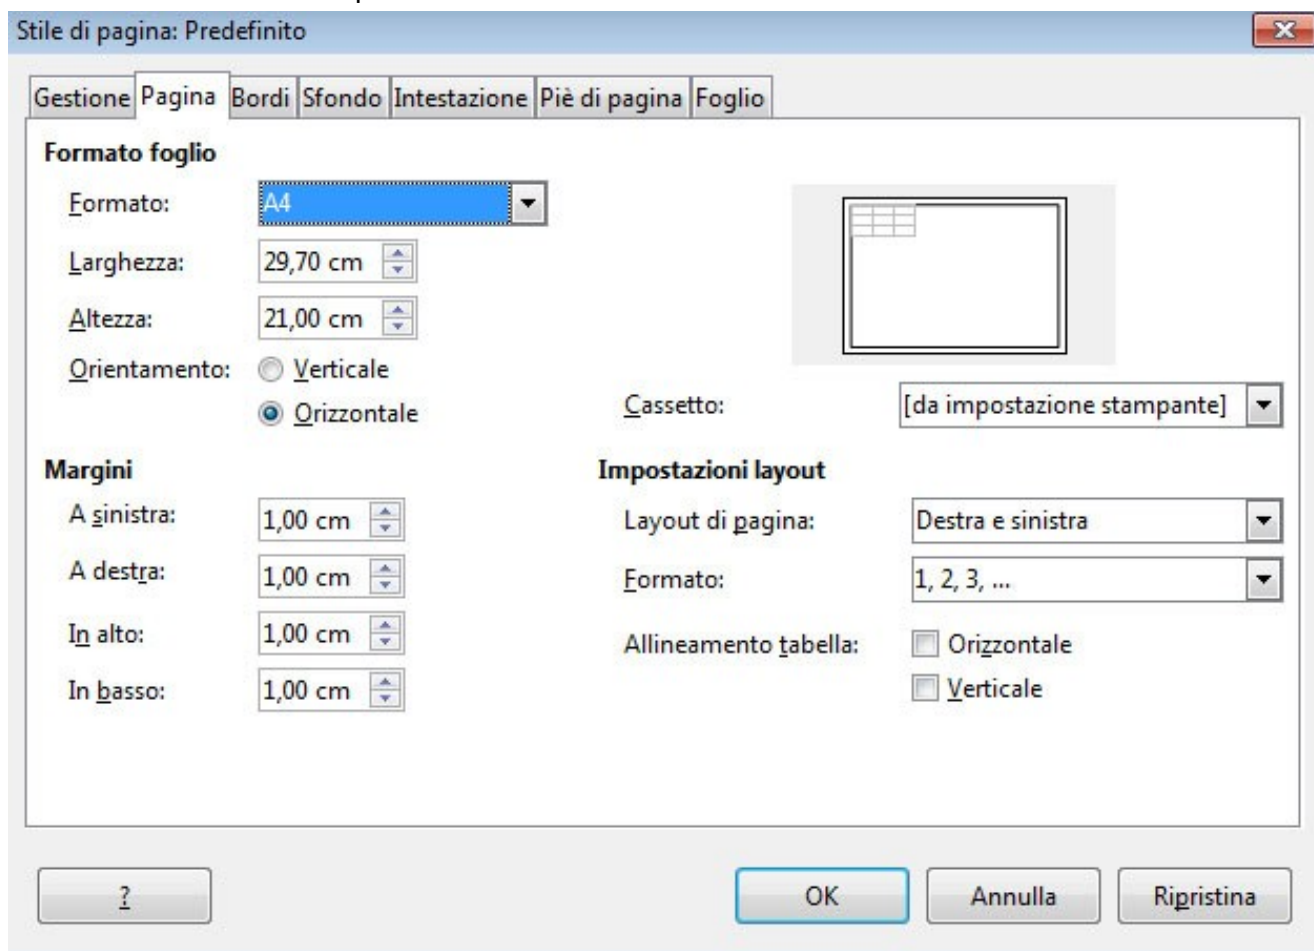 Stile di pagina: Predefinito
Gestione Pagina Bordi Sfondo Intestazione Piè di pagina Foglio
Formato foglio
Formato: A4
Larghezza: 29,70 cm
Altezza: 21,00 cm
Orientamento: Verticale
Orizzontale
Cassetto: [da impostazione stampante]
Margini
A sinistra: 1,00 cm
A destra: 1,00 cm
In alto: 1,00 cm
In basso: 1,00 cm
Impostazioni layout
Layout di pagina: Destra e sinistra
Formato: 1, 2, 3, ...
Allineamento tabella: Orizzontale
Verticale
? OK Annulla Ripristina